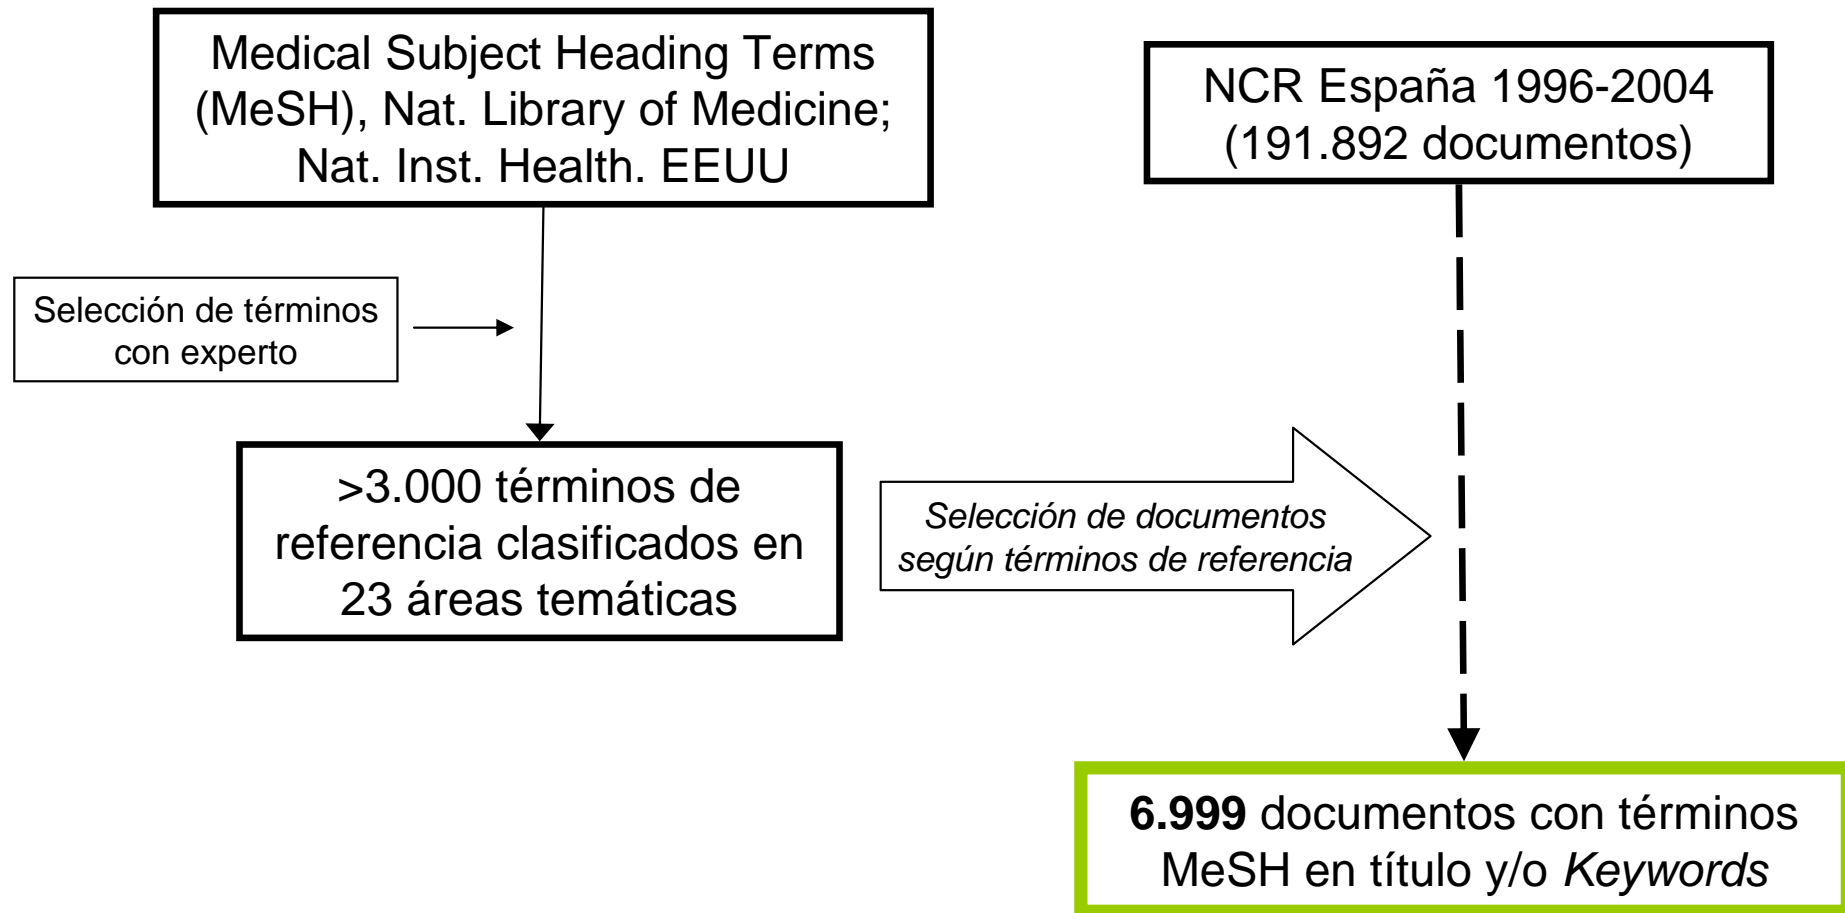 Medical Subject Heading Terms
(MeSH), Nat. Library of Medicine;
Nat. Inst. Health. EEUU
NCR España 1996-2004
(191.892 documentos)
Selección de términos
con experto
>3.000 términos de
referencia clasificados en
23 áreas temáticas
Selección de documentos
según términos de referencia
6.999 documentos con términos
MeSH en título y/o Keywords